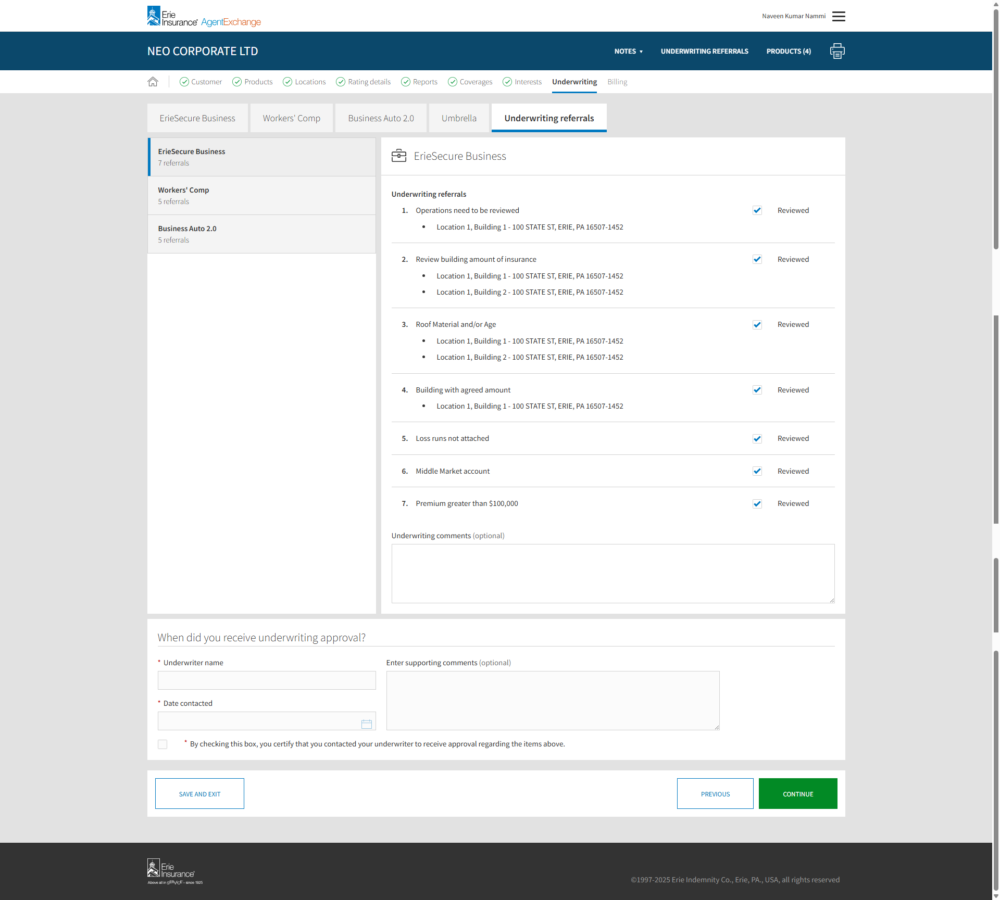 Erie
Insurance® AgentExchange
Naveen Kumar Nammi
NEO CORPORATE LTD
NOTES ▼
UNDERWRITING REFERRALS
PRODUCTS (4)
Customer
Products
Locations
Rating details
Reports
Coverages
Interests
Underwriting
Billing
ErieSecure Business
Workers' Comp
Business Auto 2.0
Umbrella
Underwriting referrals
ErieSecure Business
7 referrals
Workers' Comp
5 referrals
Business Auto 2.0
5 referrals
ErieSecure Business
Underwriting referrals
1. Operations need to be reviewed Reviewed
• Location 1, Building 1 - 100 STATE ST, ERIE, PA 16507-1452
2. Review building amount of insurance Reviewed
• Location 1, Building 1 - 100 STATE ST, ERIE, PA 16507-1452
• Location 1, Building 2 - 100 STATE ST, ERIE, PA 16507-1452
3. Roof Material and/or Age Reviewed
• Location 1, Building 1 - 100 STATE ST, ERIE, PA 16507-1452
• Location 1, Building 2 - 100 STATE ST, ERIE, PA 16507-1452
4. Building with agreed amount Reviewed
• Location 1, Building 1 - 100 STATE ST, ERIE, PA 16507-1452
5. Loss runs not attached Reviewed
6. Middle Market account Reviewed
7. Premium greater than $100,000 Reviewed
Underwriting comments (optional)
When did you receive underwriting approval?
* Underwriter name
Enter supporting comments (optional)
* Date contacted
* By checking this box, you certify that you contacted your underwriter to receive approval regarding the items above.
SAVE AND EXIT
PREVIOUS
CONTINUE
Erie
Insurance®
Above all in SERVICE® - since 1925
©1997-2025 Erie Indemnity Co., Erie, PA., USA, all rights reserved